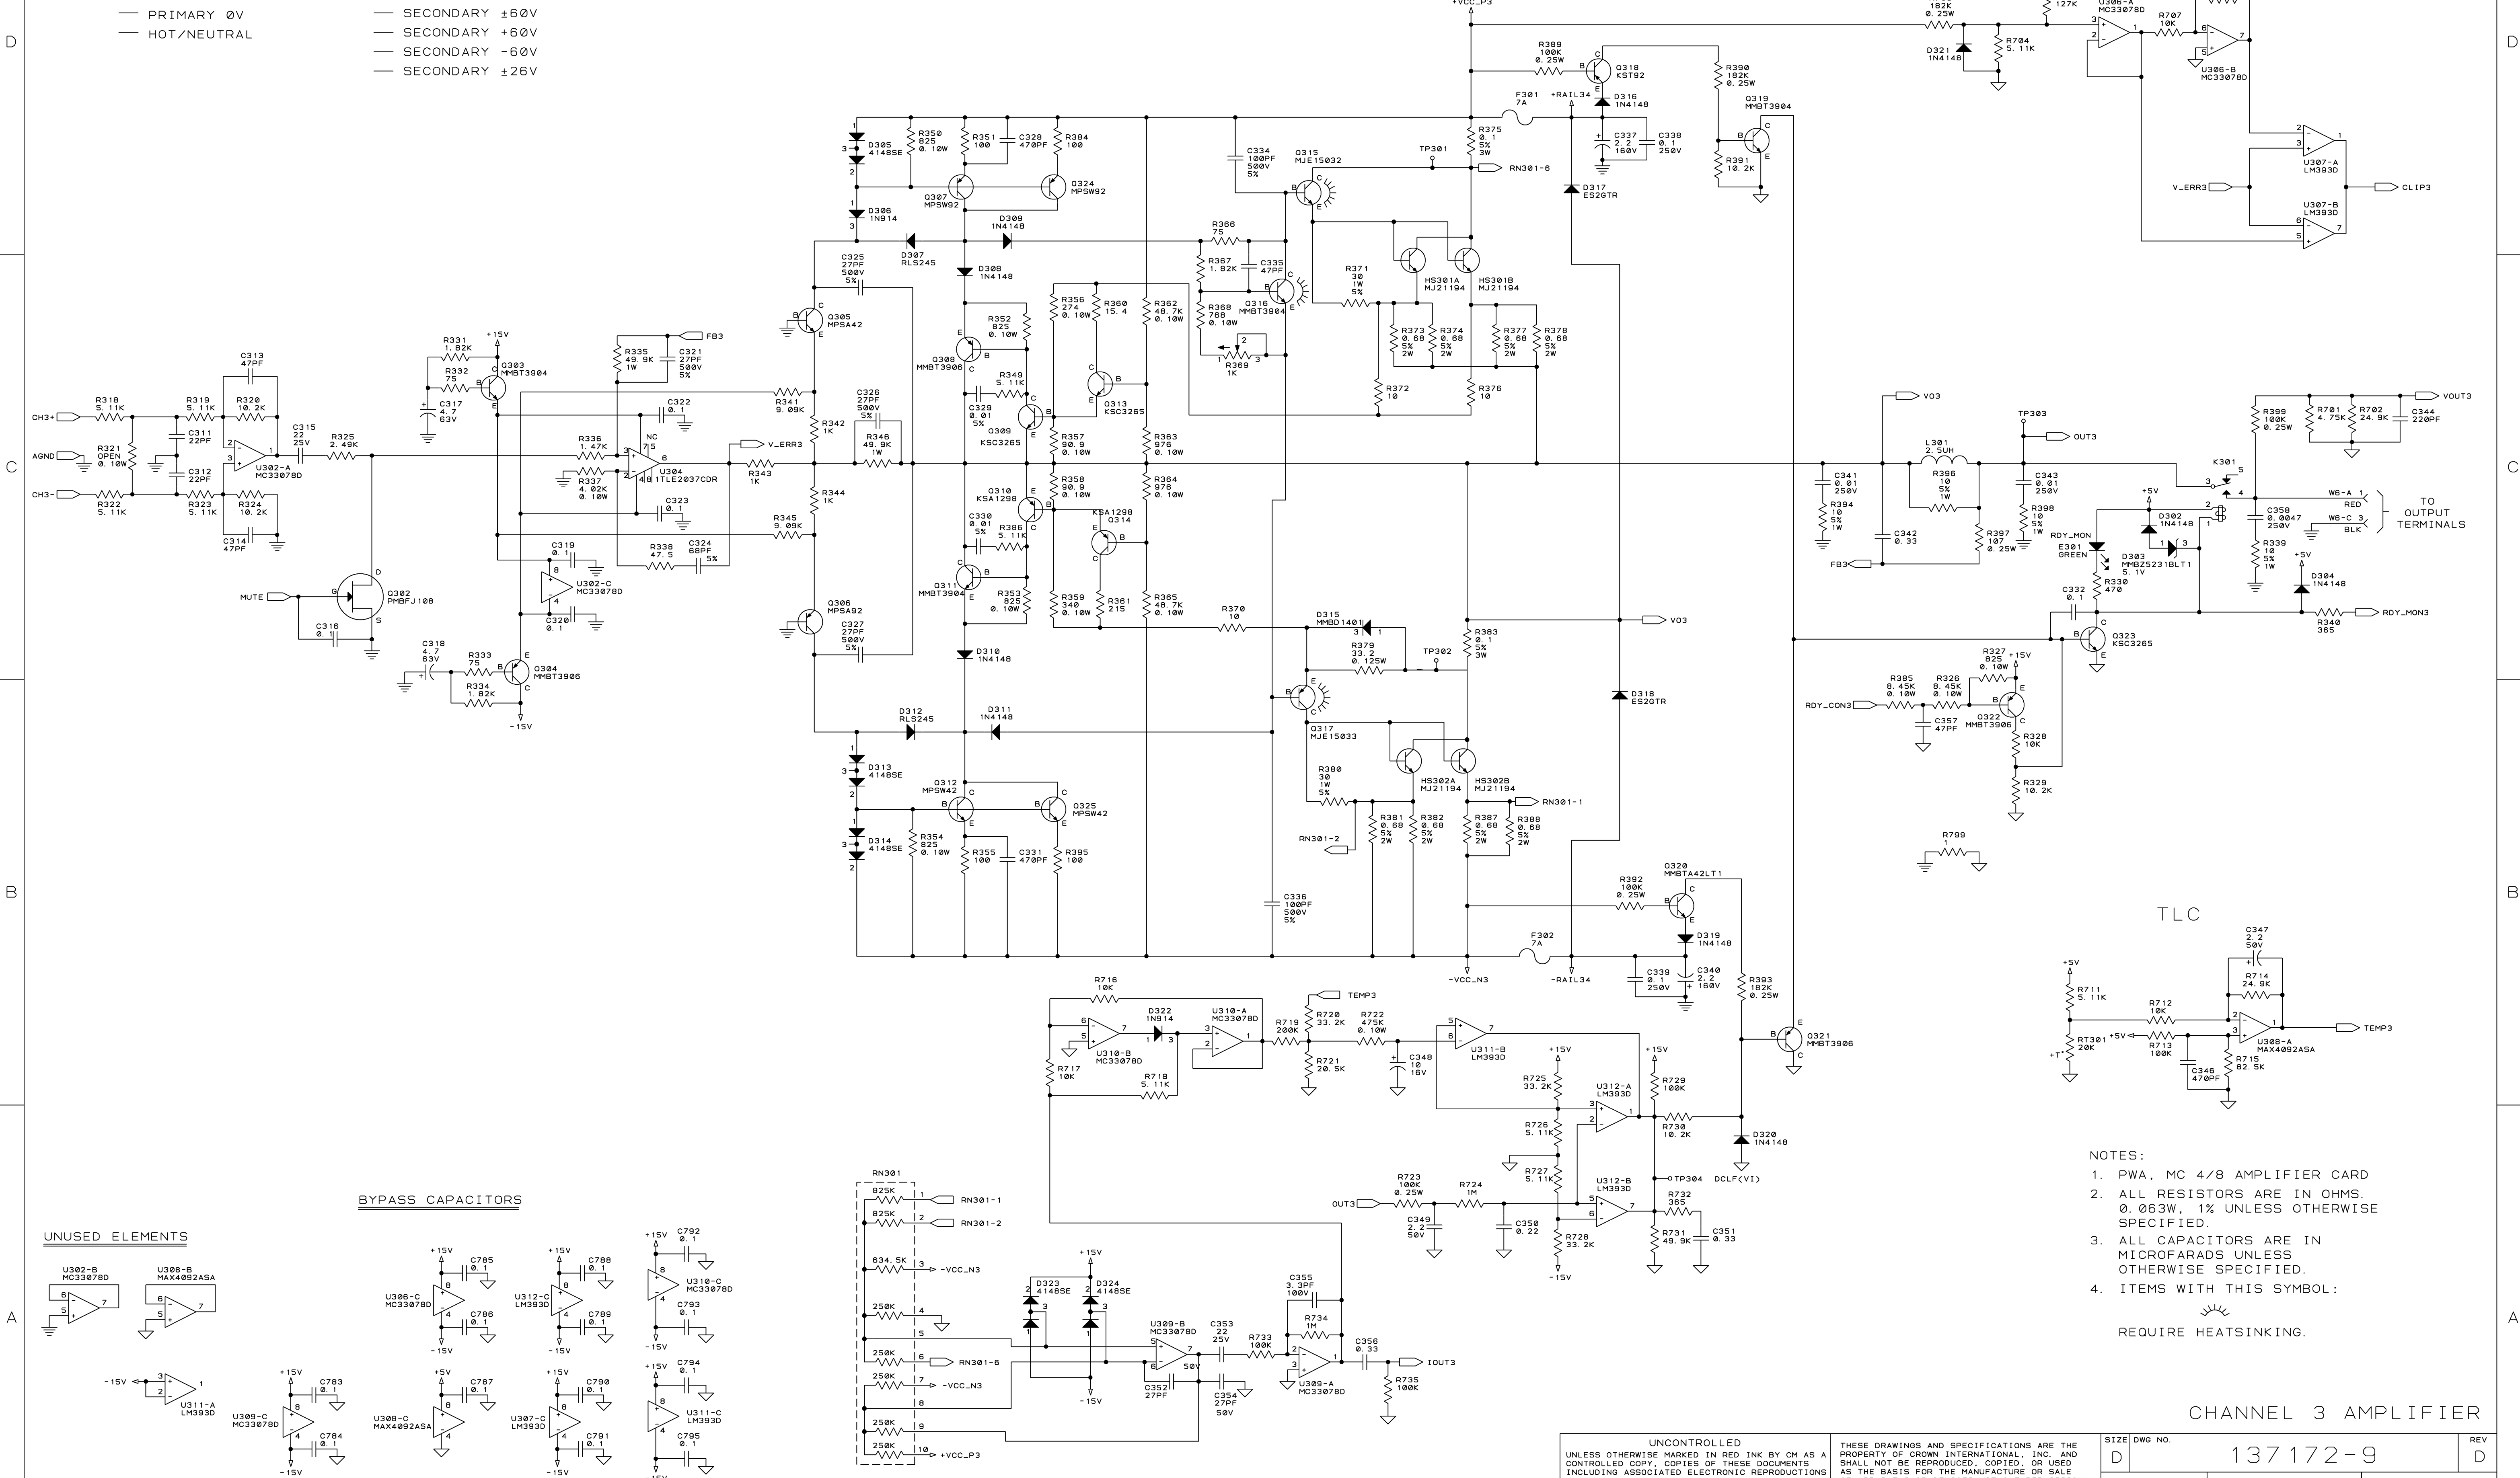 PRIMARY 0V
HOT/NEUTRAL
SECONDARY ±60V
SECONDARY +60V
SECONDARY -60V
SECONDARY ±26V
D
C
B
A
D
C
B
A
CH3+
AGND
CH3-
R318
5.11K
R319
5.11K
R320
10.2K
C313
47PF
R321
OPEN
0.10W
C311
22PF
C312
22PF
U302-A
MC33078D
R322
5.11K
R323
5.11K
R324
10.2K
C314
47PF
C315
22
25V
R325
2.49K
MUTE
Q302
PMBFJ108
C316
0.1
R331
1.82K
R332
75
+15V
Q303
MMBT3904
C317
4.7
63V
C318
4.7
63V
R333
75
R334
1.82K
Q304
MMBT3906
-15V
C319
0.1
U302-C
MC33078D
C320
0.1
R335
49.9K
1W
C321
27PF
500V
5%
FB3
C322
0.1
R336
1.47K
NC
R337
4.02K
0.10W
U304
TLE2037CDR
C323
0.1
R338
47.5
C324
68PF
5%
V_ERR3
R343
1K
R341
9.09K
R342
1K
R344
1K
R345
9.09K
C326
27PF
500V
5%
R346
49.9K
1W
Q305
MPSA42
C325
27PF
500V
5%
Q306
MPSA92
C327
27PF
500V
5%
D305
4148SE
R350
825
0.10W
R351
100
C328
470PF
R384
100
Q307
MPSW92
Q324
MPSW92
D306
1N914
D307
RLS245
D309
1N4148
D308
1N4148
R352
825
0.10W
Q308
MMBT3906
R349
5.11K
C329
0.01
5%
Q309
KSC3265
R356
274
0.10W
R360
15.4
R362
48.7K
0.10W
Q313
KSC3265
R357
90.9
0.10W
R363
976
0.10W
R358
90.9
0.10W
R364
976
0.10W
Q310
KSA1298
KSA1298
Q314
C330
0.01
5%
R386
5.11K
Q311
MMBT3904
R353
825
0.10W
R359
340
0.10W
R361
215
R365
48.7K
0.10W
D310
1N4148
D312
RLS245
D311
1N4148
D313
4148SE
D314
4148SE
Q312
MPSW42
Q325
MPSW42
R354
825
0.10W
R355
100
C331
470PF
R395
100
C334
100PF
500V
5%
Q315
MJE15032
R366
75
R367
1.82K
C335
47PF
R368
768
0.10W
Q316
MMBT3904
R369
1K
R370
10
D315
MMBD1401
R379
33.2
0.125W
TP302
Q317
MJE15033
C336
100PF
500V
5%
R371
30
1W
5%
R372
10
R373
0.68
5%
2W
R374
0.68
5%
2W
R377
0.68
5%
2W
R378
0.68
5%
2W
R376
10
HS301A
MJ21194
HS301B
MJ21194
TP301
RN301-6
R375
0.1
5%
3W
+VCC_P3
F301
7A
+RAIL34
R389
100K
0.25W
Q318
KST92
D316
1N4148
C337
2.2
160V
C338
0.1
250V
R390
182K
0.25W
Q319
MMBT3904
R391
10.2K
D317
ES2GTR
R383
0.1
5%
3W
VO3
D318
ES2GTR
HS302A
MJ21194
HS302B
MJ21194
R380
30
1W
5%
RN301-1
RN301-2
R381
0.68
5%
2W
R382
0.68
5%
2W
R387
0.68
5%
2W
R388
0.68
5%
2W
R392
100K
0.25W
Q320
MMBTA42LT1
D319
1N4148
F302
7A
-VCC_N3
-RAIL34
C339
0.1
250V
C340
2.2
160V
R393
182K
0.25W
Q321
MMBT3906
182K
0.25W
D321
1N4148
R704
5.11K
127K
U306-A
MC33078D
R707
10K
U306-B
MC33078D
U307-A
LM393D
V_ERR3
CLIP3
U307-B
LM393D
VO3
C341
0.01
250V
R394
10
5%
1W
C342
0.33
FB3
L301
2.5UH
R396
10
5%
1W
R397
107
0.25W
TP303
OUT3
C343
0.01
250V
R398
10
5%
1W
R399
100K
0.25W
R701
4.75K
R702
24.9K
C344
220PF
VOUT3
K301
W6-A 1
RED
W6-C 3
BLK
TO
OUTPUT
TERMINALS
+5V
D302
1N4148
RDY_MON
E301
GREEN
D303
MMBZ5231BLT1
5.1V
C358
0.0047
250V
R339
10
5%
1W
+5V
D304
1N4148
R330
470
C332
0.1
Q323
KSC3265
R340
365
RDY_MON3
R327
825
0.10W
+15V
R385
8.45K
0.10W
R326
8.45K
0.10W
RDY_CON3
C357
47PF
Q322
MMBT3906
R328
10K
R329
10.2K
R799
1
TLC
+5V
R711
5.11K
RT301
20K
+T°
R712
10K
+5V
R713
100K
C346
470PF
R715
82.5K
C347
2.2
50V
R714
24.9K
U308-A
MAX4092ASA
TEMP3
R716
10K
R717
10K
U310-B
MC33078D
D322
1N914
U310-A
MC33078D
R718
5.11K
R719
200K
TEMP3
R720
33.2K
R721
20.5K
R722
475K
0.10W
C348
10
16V
U311-B
LM393D
+15V
R725
33.2K
R726
5.11K
R727
5.11K
R728
33.2K
-15V
U312-A
LM393D
+15V
R729
100K
R730
10.2K
D320
1N4148
U312-B
LM393D
TP304
DCLF(VI)
R732
365
R731
49.9K
C351
0.33
OUT3
R723
100K
0.25W
R724
1M
C349
2.2
50V
C350
0.22
RN301
825K
RN301-1
825K
RN301-2
634.5K
-VCC_N3
250K
250K
RN301-6
250K
-VCC_N3
250K
250K
+VCC_P3
+15V
D323
4148SE
D324
4148SE
-15V
U309-B
MC33078D
C352
27PF
50V
C353
22
25V
C354
27PF
50V
R733
100K
C355
3.3PF
100V
R734
1M
U309-A
MC33078D
C356
0.33
R735
100K
IOUT3
BYPASS CAPACITORS
UNUSED ELEMENTS
U302-B
MC33078D
U308-B
MAX4092ASA
-15V
U311-A
LM393D
+15V
C783
0.1
U309-C
MC33078D
C784
0.1
-15V
+15V
C785
0.1
U306-C
MC33078D
C786
0.1
-15V
+5V
C787
0.1
U308-C
MAX4092ASA
+15V
C788
0.1
U312-C
LM393D
C789
0.1
-15V
+15V
C790
0.1
U307-C
LM393D
C791
0.1
-15V
+15V
C792
0.1
U310-C
MC33078D
C793
0.1
-15V
+15V
C794
0.1
U311-C
LM393D
C795
0.1
-15V
NOTES:
1. PWA, MC 4/8 AMPLIFIER CARD
2. ALL RESISTORS ARE IN OHMS.
0.063W, 1% UNLESS OTHERWISE
SPECIFIED.
3. ALL CAPACITORS ARE IN
MICROFARADS UNLESS
OTHERWISE SPECIFIED.
4. ITEMS WITH THIS SYMBOL:
REQUIRE HEATSINKING.
CHANNEL 3 AMPLIFIER
UNCONTROLLED
UNLESS OTHERWISE MARKED IN RED INK BY CM AS A
CONTROLLED COPY, COPIES OF THESE DOCUMENTS
INCLUDING ASSOCIATED ELECTRONIC REPRODUCTIONS
THESE DRAWINGS AND SPECIFICATIONS ARE THE
PROPERTY OF CROWN INTERNATIONAL, INC. AND
SHALL NOT BE REPRODUCED, COPIED, OR USED
AS THE BASIS FOR THE MANUFACTURE OR SALE
SIZE
D
DWG NO.
137172-9
REV
D